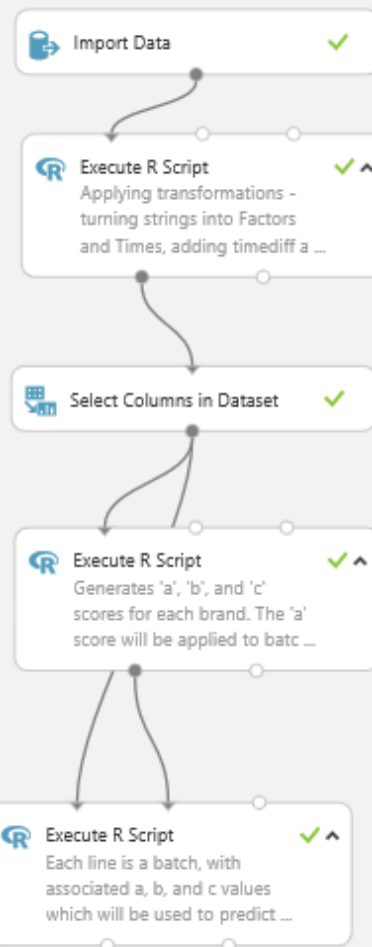 Import Data
Execute R Script
Applying transformations -
turning strings into Factors
and Times, adding timediff a ...
Select Columns in Dataset
Execute R Script
Generates 'a', 'b', and 'c'
scores for each brand. The 'a'
score will be applied to batc ...
Execute R Script
Each line is a batch, with
associated a, b, and c values
which will be used to predict ...